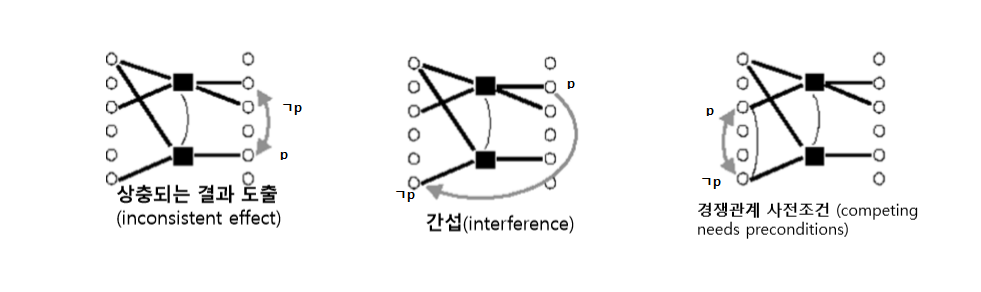 ㄱp
p
상충되는 결과 도출
(inconsistent effect)
p
ㄱp
간섭(interference)
p
ㄱp
경쟁관계 사전조건 (competing
needs preconditions)